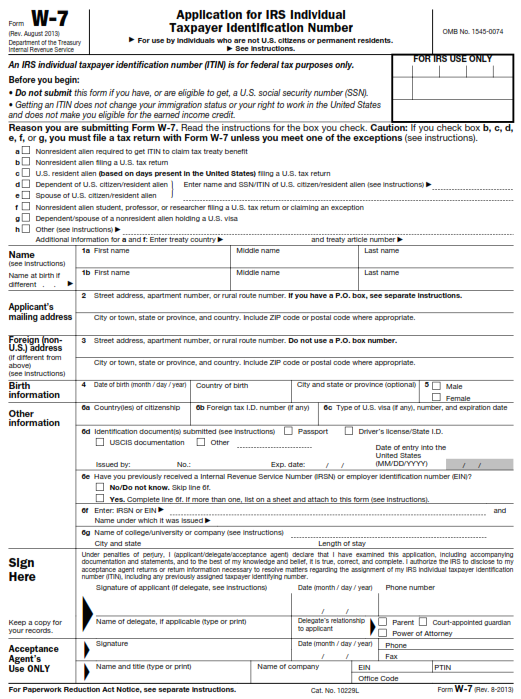 Form W-7
(Rev. August 2013)
Department of the Treasury
Internal Revenue Service
Application for IRS Individual
Taxpayer Identification Number
▶ For use by individuals who are not U.S. citizens or permanent residents.
▶ See instructions.
OMB No. 1545-0074
An IRS individual taxpayer identification number (ITIN) is for federal tax purposes only.
FOR IRS USE ONLY
Before you begin:
• Do not submit this form if you have, or are eligible to get, a U.S. social security number (SSN).
• Getting an ITIN does not change your immigration status or your right to work in the United States
and does not make you eligible for the earned income credit.
Reason you are submitting Form W-7. Read the instructions for the box you check. Caution: If you check box b, c, d,
e, f, or g, you must file a tax return with Form W-7 unless you meet one of the exceptions (see instructions).
a Nonresident alien required to get ITIN to claim tax treaty benefit
b Nonresident alien filing a U.S. tax return
c U.S. resident alien (based on days present in the United States) filing a U.S. tax return
d Dependent of U.S. citizen/resident alien } Enter name and SSN/ITIN of U.S. citizen/resident alien (see instructions) ▶
e Spouse of U.S. citizen/resident alien
f Nonresident alien student, professor, or researcher filing a U.S. tax return or claiming an exception
g Dependent/spouse of a nonresident alien holding a U.S. visa
h Other (see instructions) ▶
Additional information for a and f: Enter treaty country ▶ and treaty article number ▶
Name
(see instructions)
1a First name Middle name Last name
Name at birth if
different . . ▶
1b First name Middle name Last name
Applicant's
mailing address
2 Street address, apartment number, or rural route number. If you have a P.O. box, see separate instructions.
City or town, state or province, and country. Include ZIP code or postal code where appropriate.
Foreign (non-
U.S.) address
(if different from
above)
(see instructions)
3 Street address, apartment number, or rural route number. Do not use a P.O. box number.
City or town, state or province, and country. Include ZIP code or postal code where appropriate.
Birth
information
4 Date of birth (month / day / year) Country of birth City and state or province (optional) 5 Male
Female
Other
information
6a Country(ies) of citizenship 6b Foreign tax I.D. number (if any) 6c Type of U.S. visa (if any), number, and expiration date
6d Identification document(s) submitted (see instructions) Passport Driver's license/State I.D.
USCIS documentation Other
Date of entry into the
United States
(MM/DD/YYYY) / /
Issued by: No.: Exp. date: / /
6e Have you previously received a Internal Revenue Service Number (IRSN) or employer identification number (EIN)?
No/Do not know. Skip line 6f.
Yes. Complete line 6f. If more than one, list on a sheet and attach to this form (see instructions).
6f Enter: IRSN or EIN ▶ and
Name under which it was issued ▶
6g Name of college/university or company (see instructions)
City and state Length of stay
Sign
Here
Under penalties of perjury, I (applicant/delegate/acceptance agent) declare that I have examined this application, including accompanying
documentation and statements, and to the best of my knowledge and belief, it is true, correct, and complete. I authorize the IRS to disclose to my
acceptance agent returns or return information necessary to resolve matters regarding the assignment of my IRS individual taxpayer identification
number (ITIN), including any previously assigned taxpayer identifying number.
Keep a copy for
your records.
Signature of applicant (if delegate, see instructions) Date (month / day / year) Phone number
/ /
Name of delegate, if applicable (type or print) Delegate's relationship
to applicant
Parent Court-appointed guardian
Power of Attorney
Acceptance
Agent's
Use ONLY
Signature Date (month / day / year) Phone
/ / Fax
Name and title (type or print) Name of company EIN PTIN
Office Code
For Paperwork Reduction Act Notice, see separate instructions. Cat. No. 10229L Form W-7 (Rev. 8-2013)